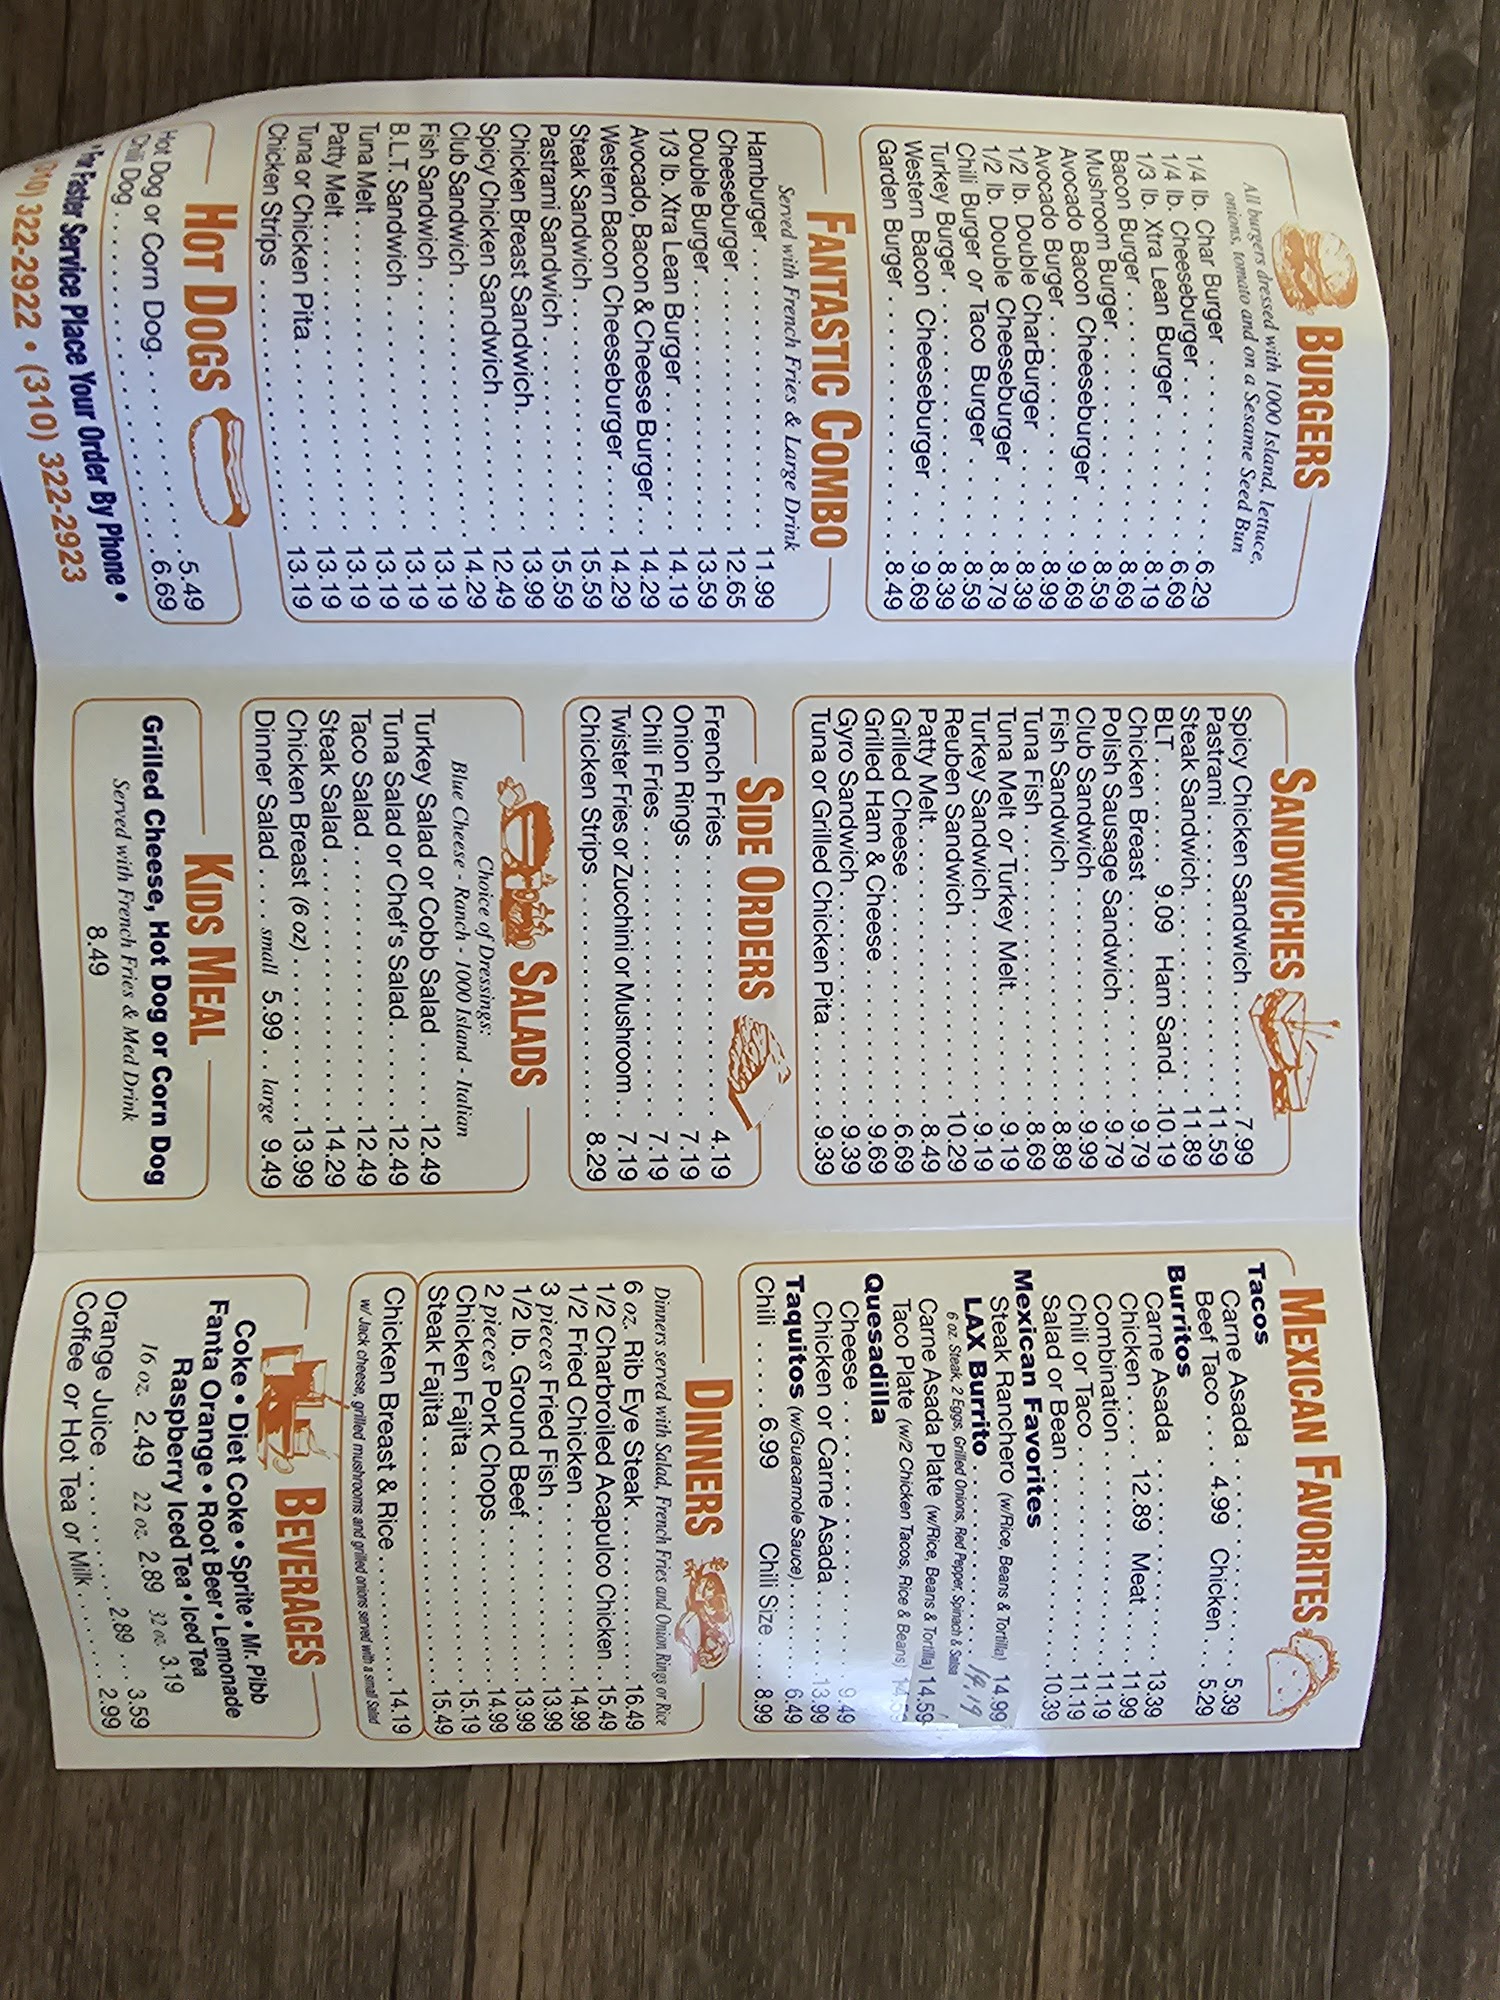 BURGERS
All burgers dressed with 1000 Island, lettuce,
onions, tomato and on a Sesame Seed Bun
1/4 lb. Char Burger . . . . . . . . . . 6.29
1/4 lb. Cheeseburger . . . . . . . . . 6.69
1/3 lb. Xtra Lean Burger . . . . . . . 8.19
Bacon Burger . . . . . . . . . . . . . 8.69
Mushroom Burger . . . . . . . . . . . 8.59
Avocado Bacon Cheeseburger . . . 9.69
Avocado Burger . . . . . . . . . . . . 8.99
1/2 lb. Double CharBurger . . . . . . 8.39
1/2 lb. Double Cheeseburger . . . . 8.79
Chili Burger or Taco Burger . . . . . 8.59
Turkey Burger . . . . . . . . . . . . . 8.39
Western Bacon Cheeseburger . . . 9.69
Garden Burger . . . . . . . . . . . . . 8.49
FANTASTIC COMBO
Served with French Fries & Large Drink
Hamburger . . . . . . . . . . . . . . . 11.99
Cheeseburger . . . . . . . . . . . . . 12.65
Double Burger . . . . . . . . . . . . . 13.59
1/3 lb. Xtra Lean Burger . . . . . . . 14.19
Avocado, Bacon & Cheese Burger . . . 14.29
Western Bacon Cheeseburger . . . . 14.29
Steak Sandwich . . . . . . . . . . . . 15.59
Pastrami Sandwich . . . . . . . . . . 15.59
Chicken Breast Sandwich . . . . . . . 13.99
Spicy Chicken Sandwich . . . . . . . 12.49
Club Sandwich . . . . . . . . . . . . . 14.29
Fish Sandwich . . . . . . . . . . . . . 13.19
B.L.T. Sandwich . . . . . . . . . . . . 13.19
Tuna Melt . . . . . . . . . . . . . . . . 13.19
Patty Melt . . . . . . . . . . . . . . . . 13.19
Tuna or Chicken Pita . . . . . . . . . 13.19
Chicken Strips . . . . . . . . . . . . . 13.19
HOT DOGS
Hot Dog or Corn Dog . . . . . . . . . 5.49
Chili Dog . . . . . . . . . . . . . . . . 6.69
• For Faster Service Place Your Order By Phone •
322-2922 • (310) 322-2923
SANDWICHES
Spicy Chicken Sandwich . . . . . . . 7.99
Pastrami . . . . . . . . . . . . . . . . . 11.59
Steak Sandwich . . . . . . . . . . . . 11.89
BLT . . . . . . . 9.09 Ham Sand. 10.19
Chicken Breast . . . . . . . . . . . . . 9.79
Polish Sausage Sandwich . . . . . . . 9.79
Club Sandwich . . . . . . . . . . . . . 9.99
Fish Sandwich . . . . . . . . . . . . . 8.89
Tuna Fish . . . . . . . . . . . . . . . . 8.69
Tuna Melt or Turkey Melt . . . . . . . 9.19
Turkey Sandwich . . . . . . . . . . . . 9.19
Reuben Sandwich . . . . . . . . . . . 10.29
Patty Melt . . . . . . . . . . . . . . . . 8.49
Grilled Cheese . . . . . . . . . . . . . 6.69
Grilled Ham & Cheese . . . . . . . . . 9.69
Gyro Sandwich . . . . . . . . . . . . . 9.39
Tuna or Grilled Chicken Pita . . . . . 9.39
SIDE ORDERS
French Fries . . . . . . . . . . . . . . . 4.19
Onion Rings . . . . . . . . . . . . . . . 7.19
Chili Fries . . . . . . . . . . . . . . . . 7.19
Twister Fries or Zucchini or Mushroom . . 7.19
Chicken Strips . . . . . . . . . . . . . 8.29
SALADS
Choice of Dressings:
Blue Cheese - Ranch - 1000 Island - Italian
Turkey Salad or Cobb Salad . . . . . 12.49
Tuna Salad or Chef's Salad . . . . . . 12.49
Taco Salad . . . . . . . . . . . . . . . . 12.49
Steak Salad . . . . . . . . . . . . . . . 14.29
Chicken Breast (6 oz) . . . . . . . . . 13.99
Dinner Salad . . . . small 5.99 . . large 9.49
KIDS MEAL
Grilled Cheese, Hot Dog or Corn Dog
Served with French Fries & Med Drink
8.49
MEXICAN FAVORITES
Tacos
Carne Asada . . . . . . . . . . . . . . . 5.39
Beef Taco . . . . 4.99 Chicken . . . 5.29
Burritos
Carne Asada . . . . . . . . . . . . . . . 13.39
Chicken . . . . 12.89 Meat . . . . 11.99
Combination . . . . . . . . . . . . . . . 11.19
Chili or Taco . . . . . . . . . . . . . . . 11.19
Salad or Bean . . . . . . . . . . . . . . 10.39
Mexican Favorites
Steak Ranchero (w/Rice, Beans & Tortilla) 14.99
LAX Burrito . . . . . . . . . . . . . . .
6 oz. Steak, 2 Eggs, Grilled Onions, Red Pepper, Spinach & Salsa
Carne Asada Plate (w/Rice, Beans & Tortilla) 14.59
Taco Plate (w/2 Chicken Tacos, Rice & Beans) 14.59
Quesadilla
Cheese . . . . . . . . . . . . . . . . . . 9.49
Chicken or Carne Asada . . . . . . . . 13.99
Taquitos (w/Guacamole Sauce) . . . . 6.49
Chili . . . . . 6.99 Chili Size . . . 8.99
DINNERS
Dinners served with Salad, French Fries and Onion Rings or Rice
6 oz. Rib Eye Steak . . . . . . . . . . . 16.49
1/2 Charbroiled Acapulco Chicken . . 15.49
1/2 Fried Chicken . . . . . . . . . . . . 14.99
3 pieces Fried Fish . . . . . . . . . . . 13.99
1/2 lb. Ground Beef . . . . . . . . . . . 13.99
2 pieces Pork Chops . . . . . . . . . . 14.99
Chicken Fajita . . . . . . . . . . . . . . 15.19
Steak Fajita . . . . . . . . . . . . . . . 15.49
Chicken Breast & Rice . . . . . . . . . 14.19
w/ Jack cheese, grilled mushrooms and grilled onions served with a small Salad
BEVERAGES
Coke • Diet Coke • Sprite • Mr. Pibb
Fanta Orange • Root Beer • Lemonade
Raspberry Iced Tea • Iced Tea
16 oz. 2.49 22 oz. 2.89 32 oz. 3.19
Orange Juice . . . . . . . . . 2.89 . . . 3.59
Coffee or Hot Tea or Milk . . . . . . . 2.99